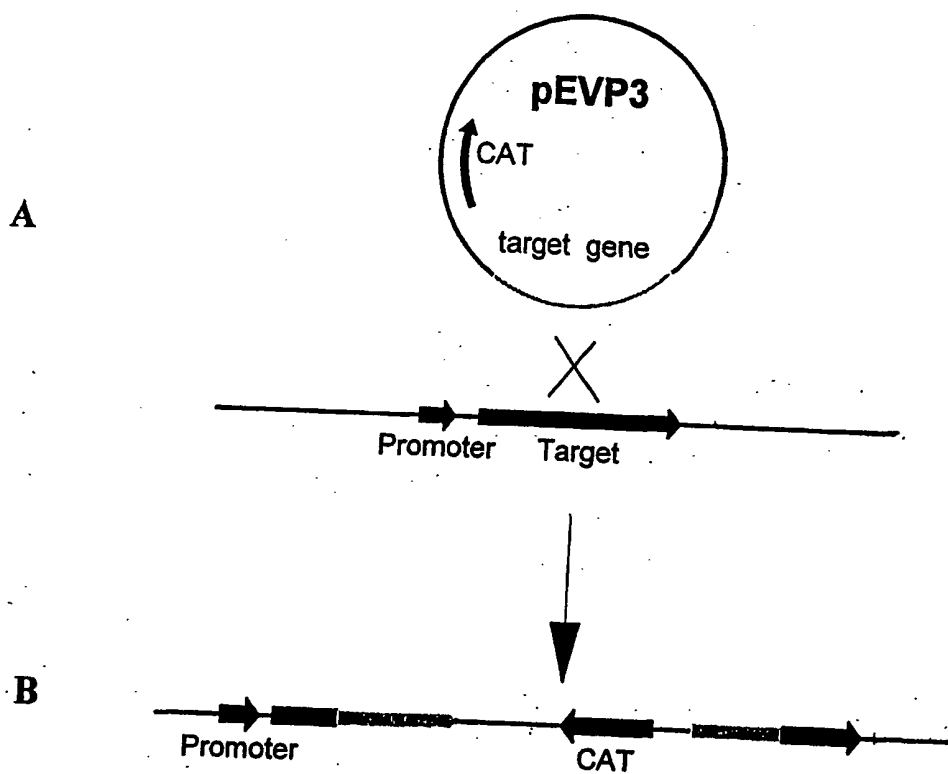 pEVP3
CAT
A
target gene
Promoter Target
B
Promoter
CAT